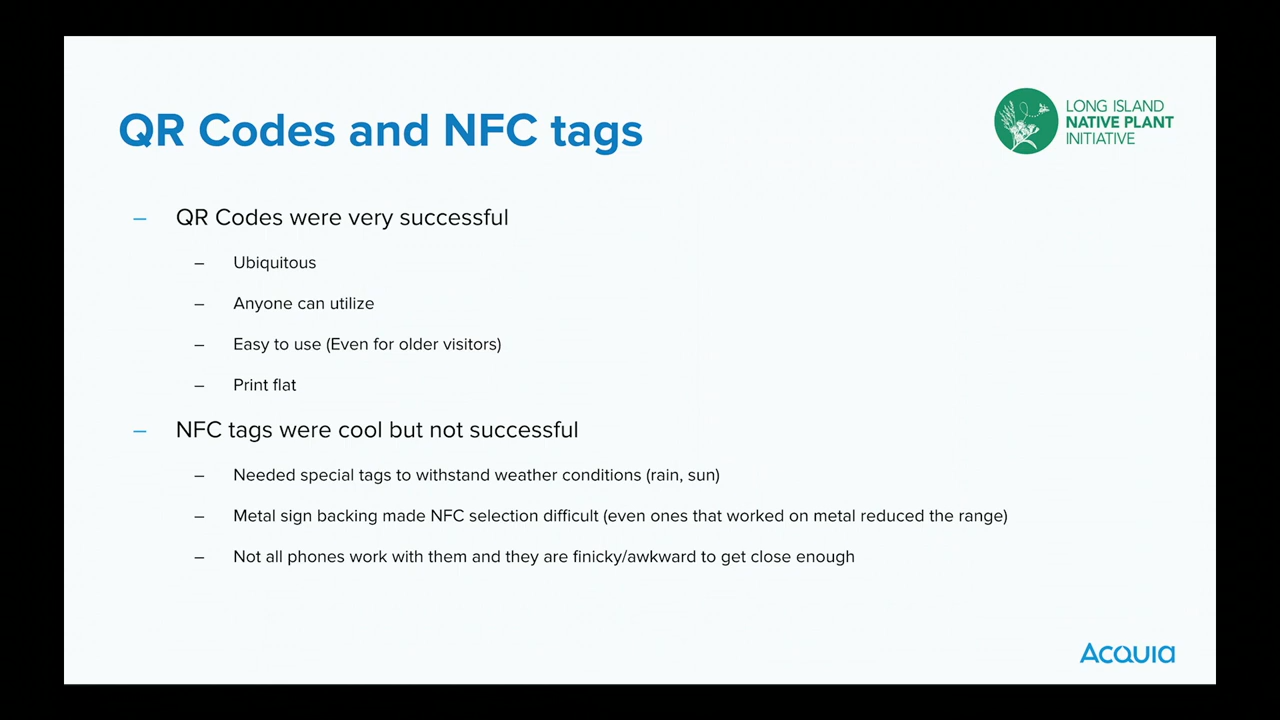 QR Codes and NFC tags
LONG ISLAND
NATIVE PLANT
INITIATIVE
– QR Codes were very successful
– Ubiquitous
– Anyone can utilize
– Easy to use (Even for older visitors)
– Print flat
– NFC tags were cool but not successful
– Needed special tags to withstand weather conditions (rain, sun)
– Metal sign backing made NFC selection difficult (even ones that worked on metal reduced the range)
– Not all phones work with them and they are finicky/awkward to get close enough
Acquia